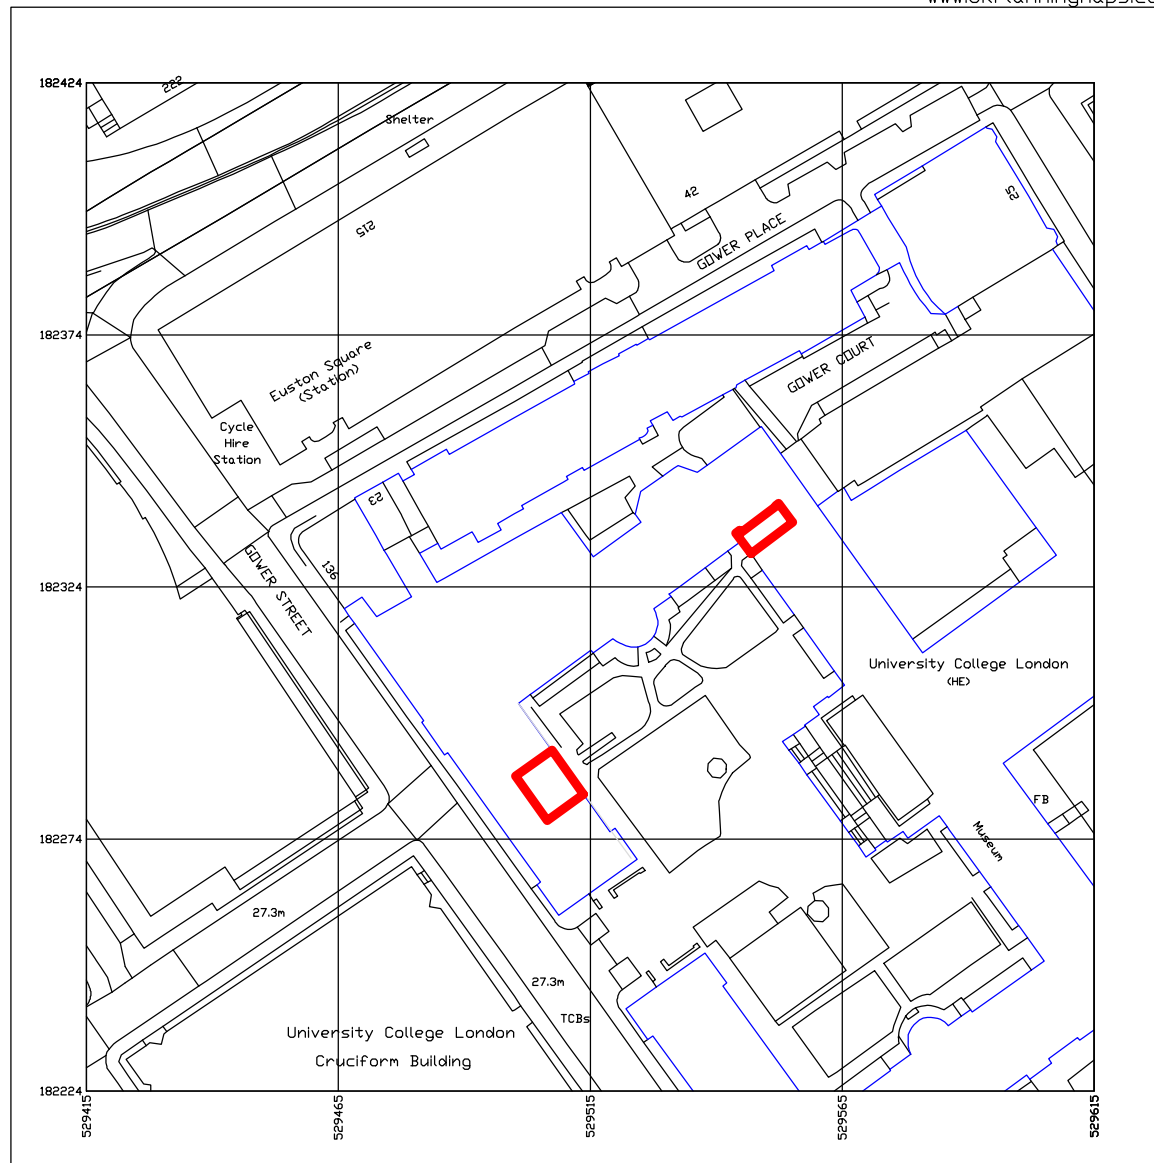 182424
222
Shelter
42
25
215
GOWER PLACE
182374
Euston Square
(Station)
GOWER COURT
Cycle
Hire
Station
23
136
GOWER STREET
182324
University College London
(HE)
FB
Museum
182274
27.3m
27.3m
TCBs
University College London
Cruciform Building
182224
529415
529465
529515
529565
529615